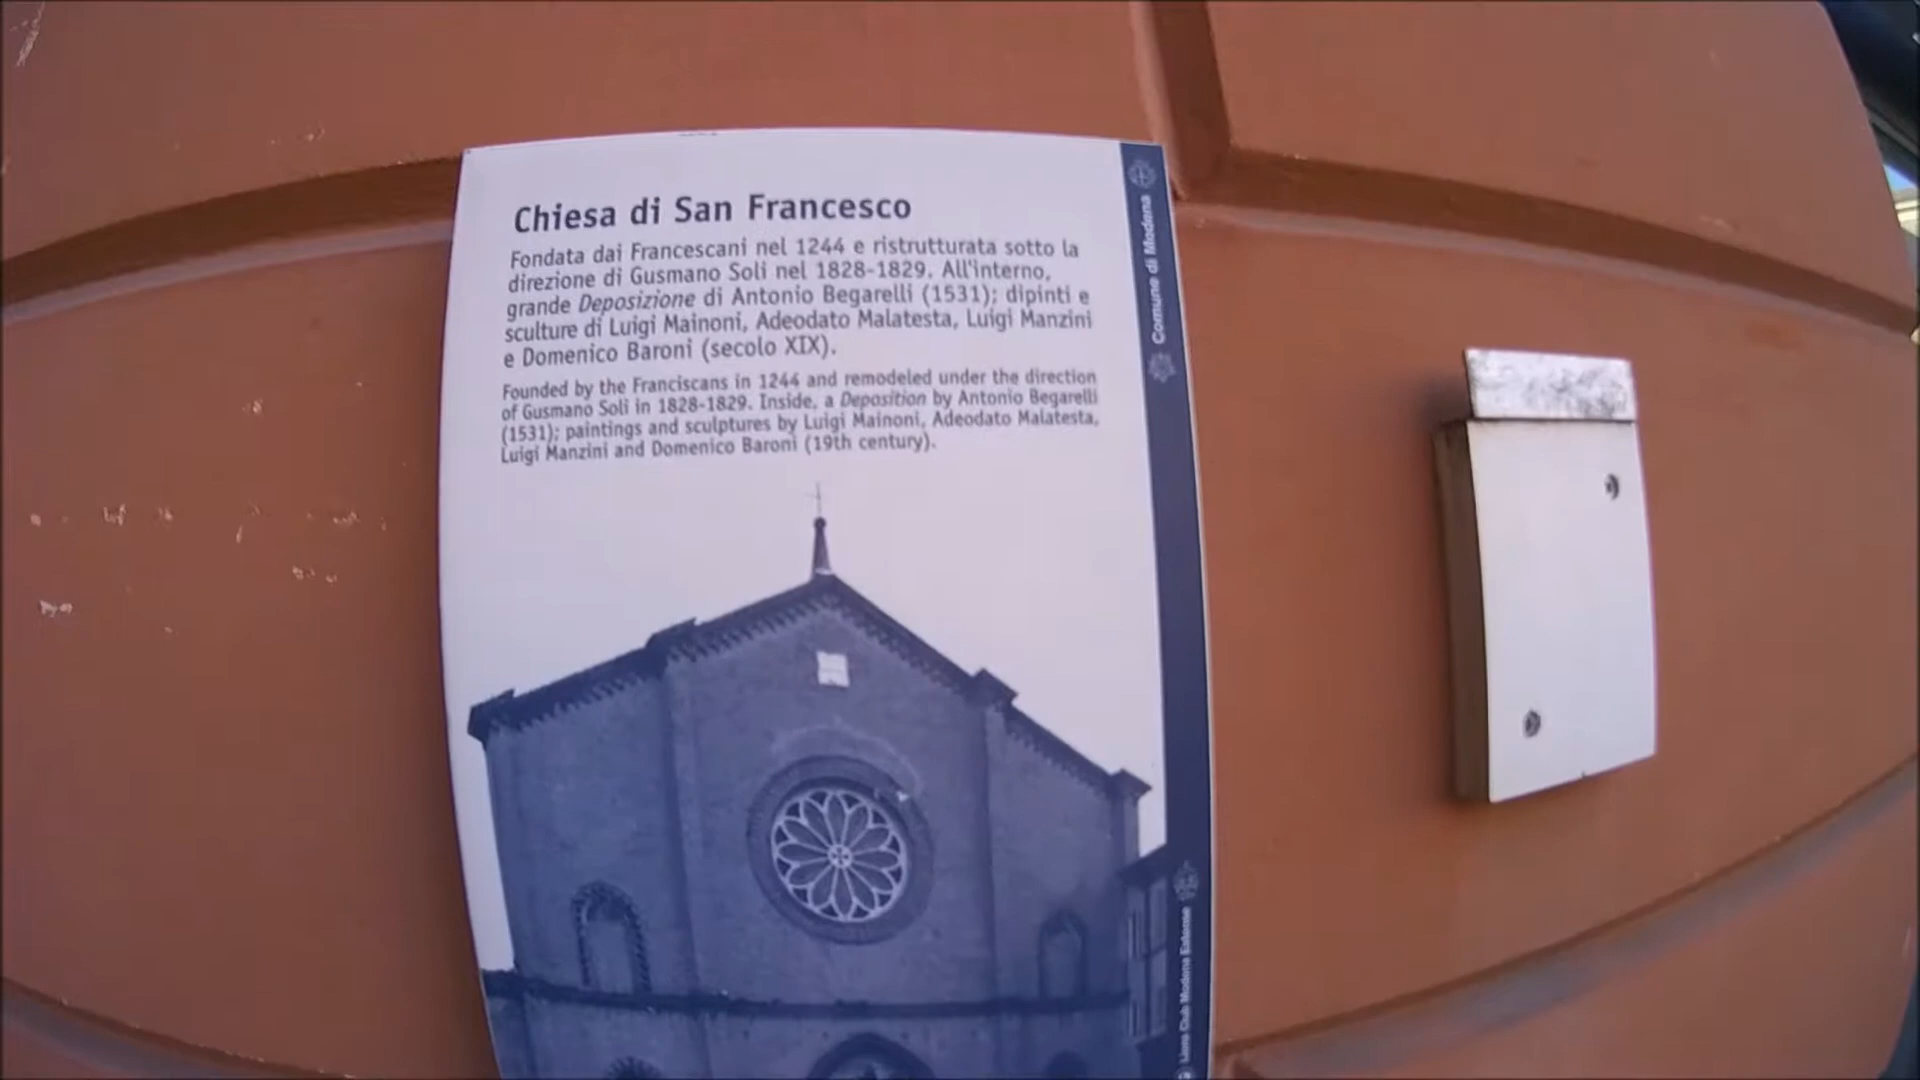 Chiesa di San Francesco
Fondata dai Francescani nel 1244 e ristrutturata sotto la
direzione di Gusmano Soli nel 1828-1829. All'interno,
grande Deposizione di Antonio Begarelli (1531); dipinti e
sculture di Luigi Mainoni, Adeodato Malatesta, Luigi Manzini
e Domenico Baroni (secolo XIX).
Founded by the Franciscans in 1244 and remodeled under the direction
of Gusmano Soli in 1828-1829. Inside, a Deposition by Antonio Begarelli
(1531); paintings and sculptures by Luigi Mainoni, Adeodato Malatesta,
Luigi Manzini and Domenico Baroni (19th century).
Comune di Modena
Lions Club Modena Estense